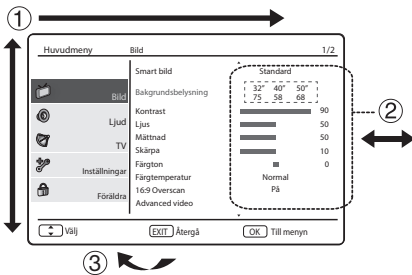 1
Huvudmeny Bild 1/2
Smart bild Standard
Bild Bakgrundsbelysning 32" 40" 50"
75 58 68
Kontrast 90
Ljud Ljus 50
Mättnad 50
TV Skärpa 10
Färgton 0
Inställningar Färgtemperatur Normal
16:9 Overscan På
Föräldra Advanced video
2
Välj EXIT Återgå OK Till menyn
3